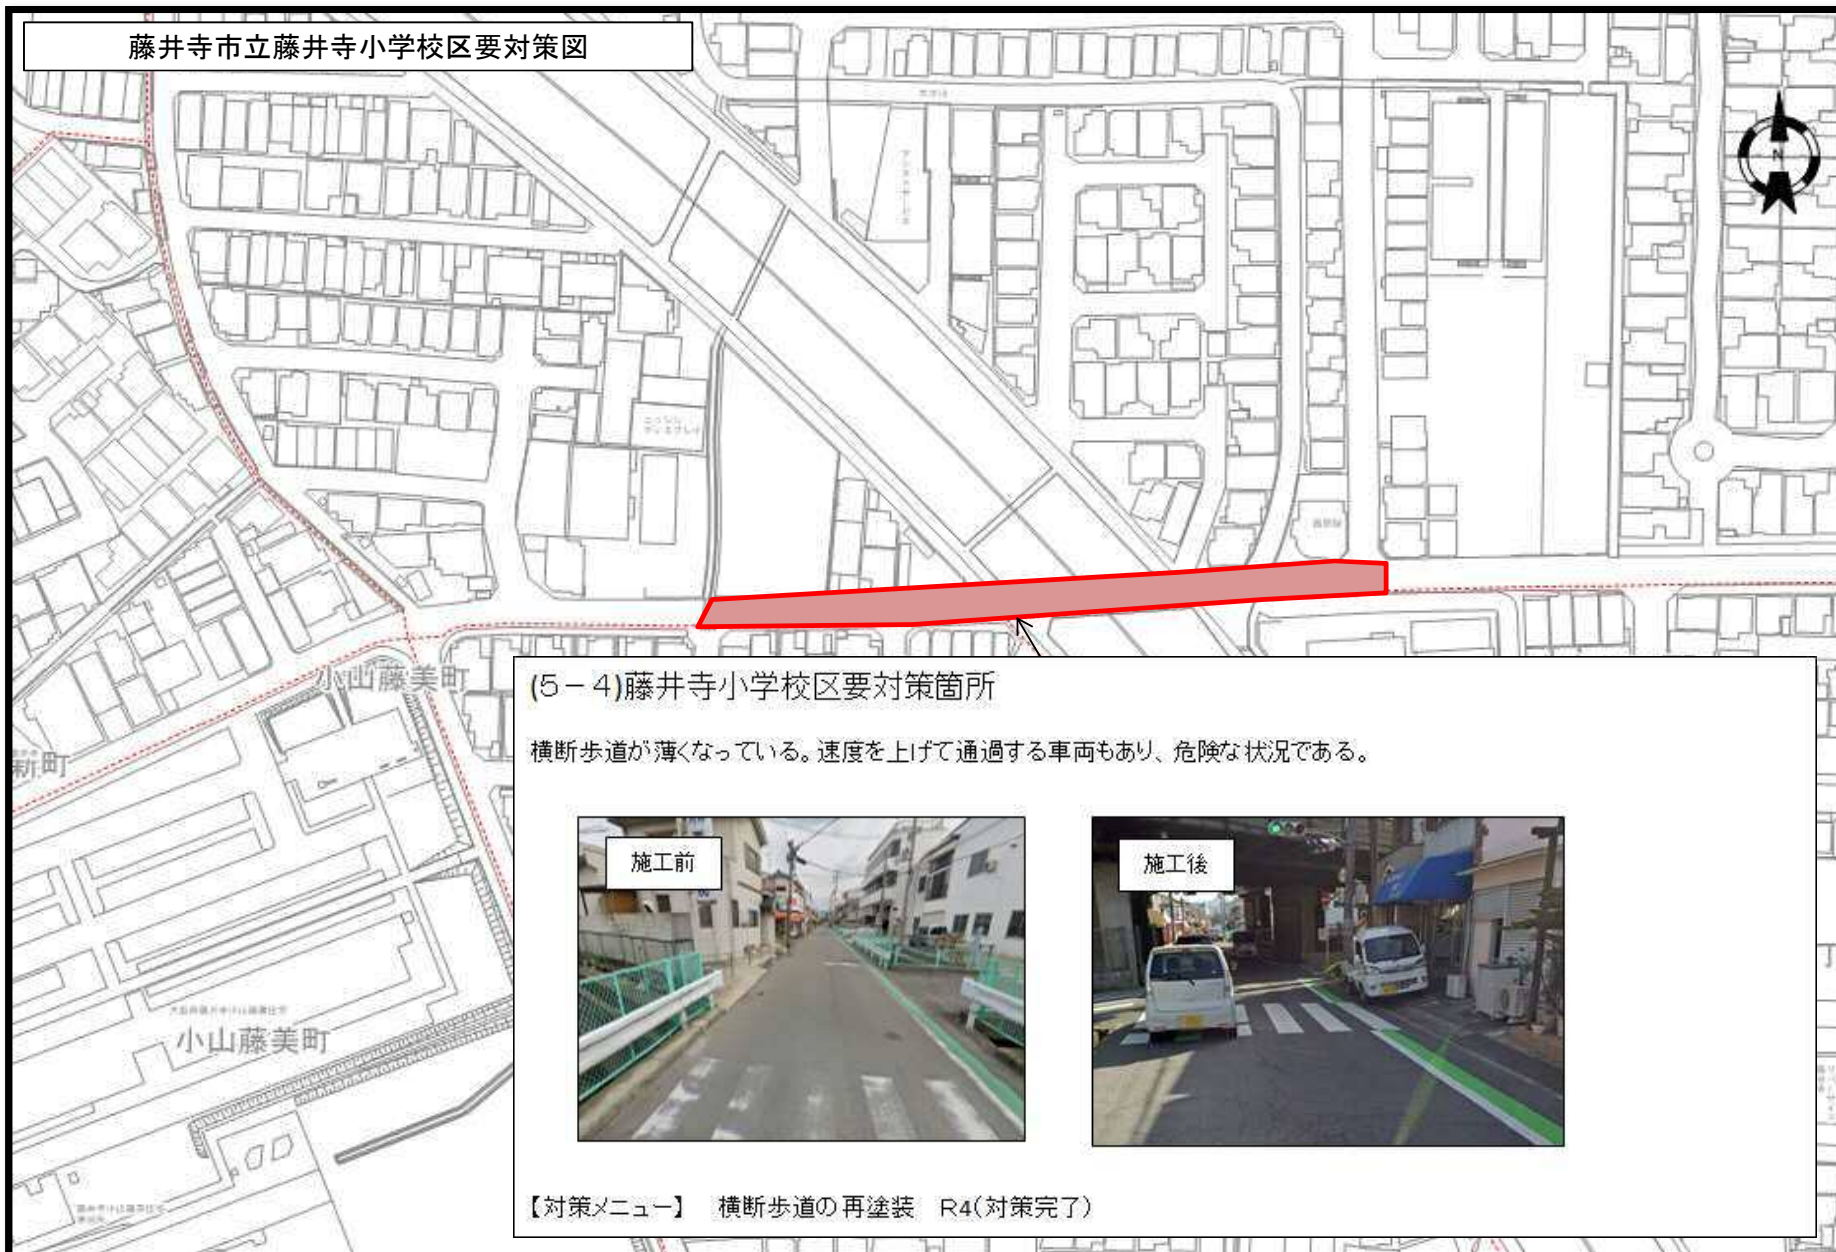 藤井寺市立藤井寺小学校区要対策図
N
小山藤美町
新町
(5-4)藤井寺小学校区要対策箇所
横断歩道が薄くなっている。速度を上げて通過する車両もあり、危険な状況である。
施工前
施工後
小山藤美町
【対策メニュー】 横断歩道の再塗装 R4(対策完了)